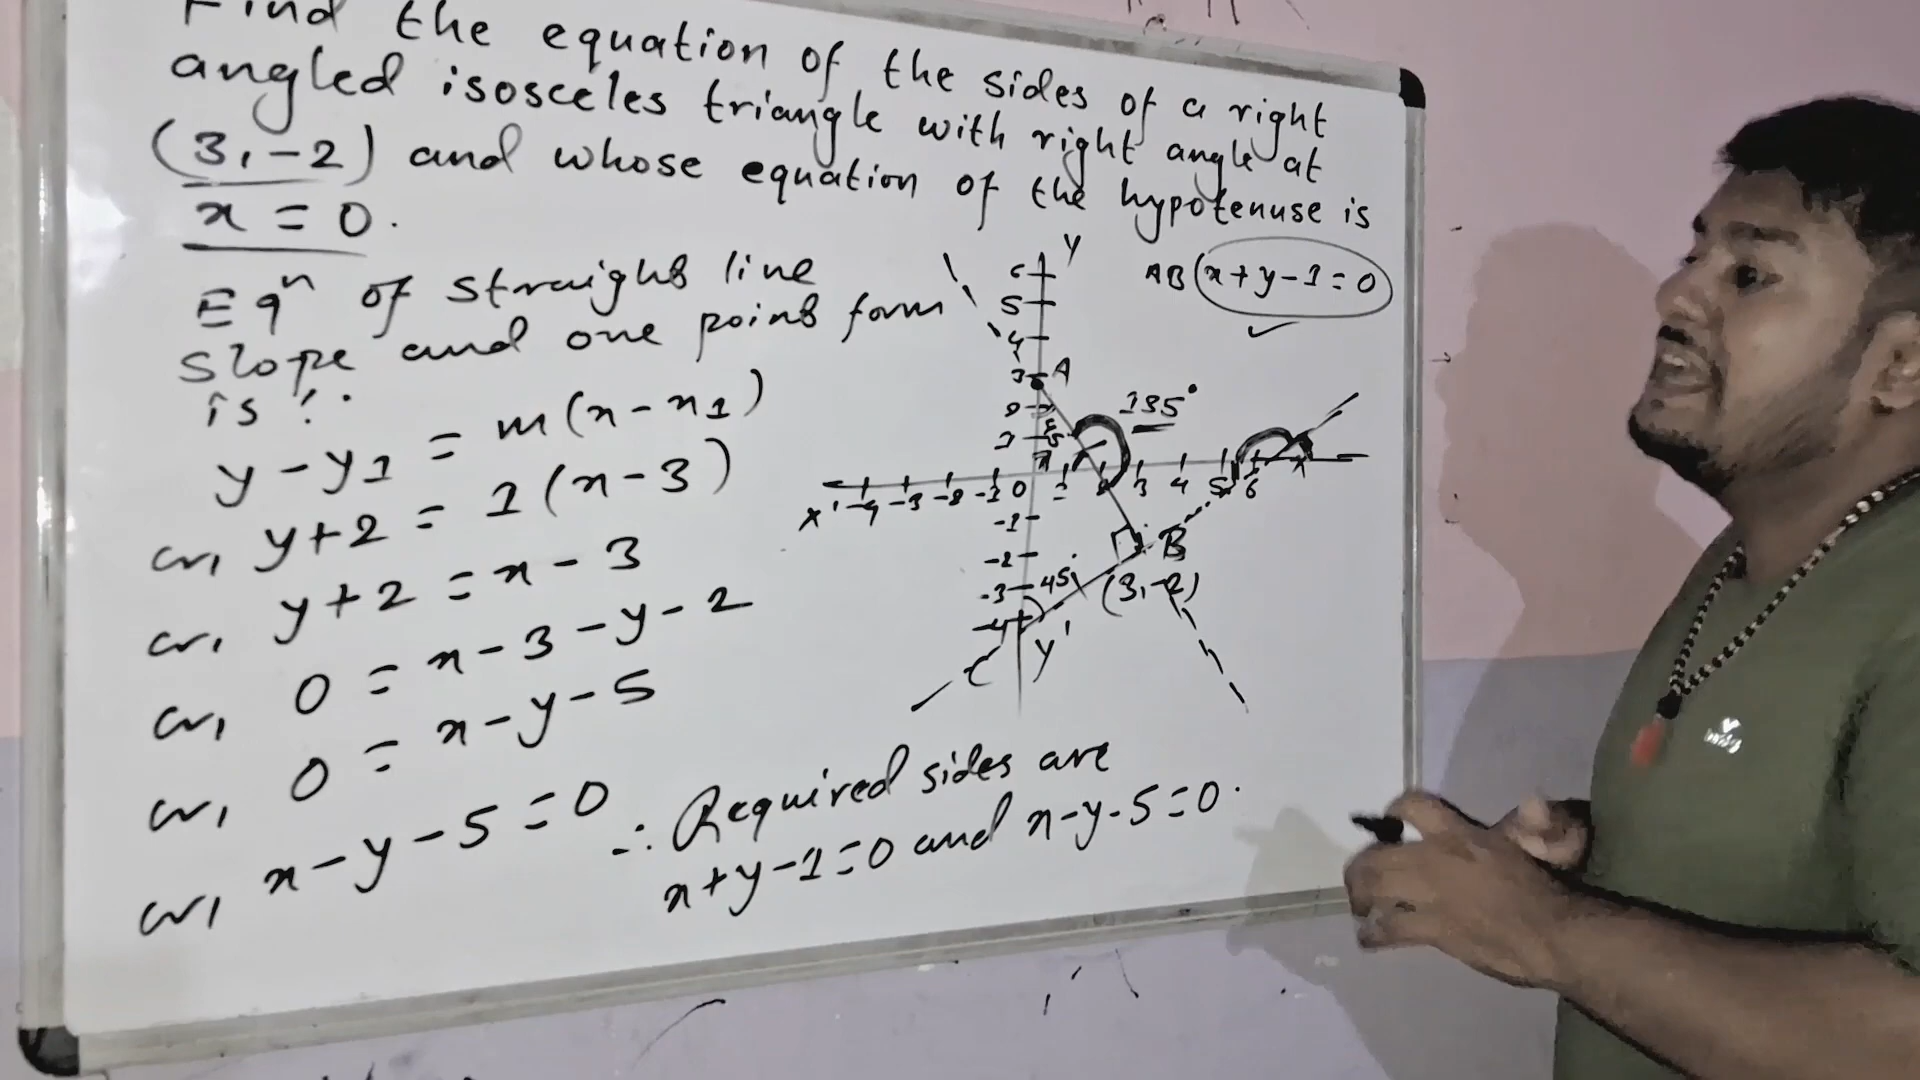 Find the equation of the sides of a right
angled isosceles triangle with right angle at
(3, -2) and whose equation of the hypotenuse is
x = 0.
Eqⁿ of straight line
slope and one point form
is :
y - y1 = m(x - x1)
or, y + 2 = 1(x - 3)
or, y + 2 = x - 3
or, 0 = x - 3 - y - 2
or, 0 = x - y - 5
or, x - y - 5 = 0
∴ Required sides are
x + y - 1 = 0 and x - y - 5 = 0.
AB (x + y - 1 = 0)
Y
6
5
4
3 A
135°
X' -4 -3 -2 -1 0 3 4 5 6 X
-1
-2
-3
-4
45
B
(3, -2)
C
Y'